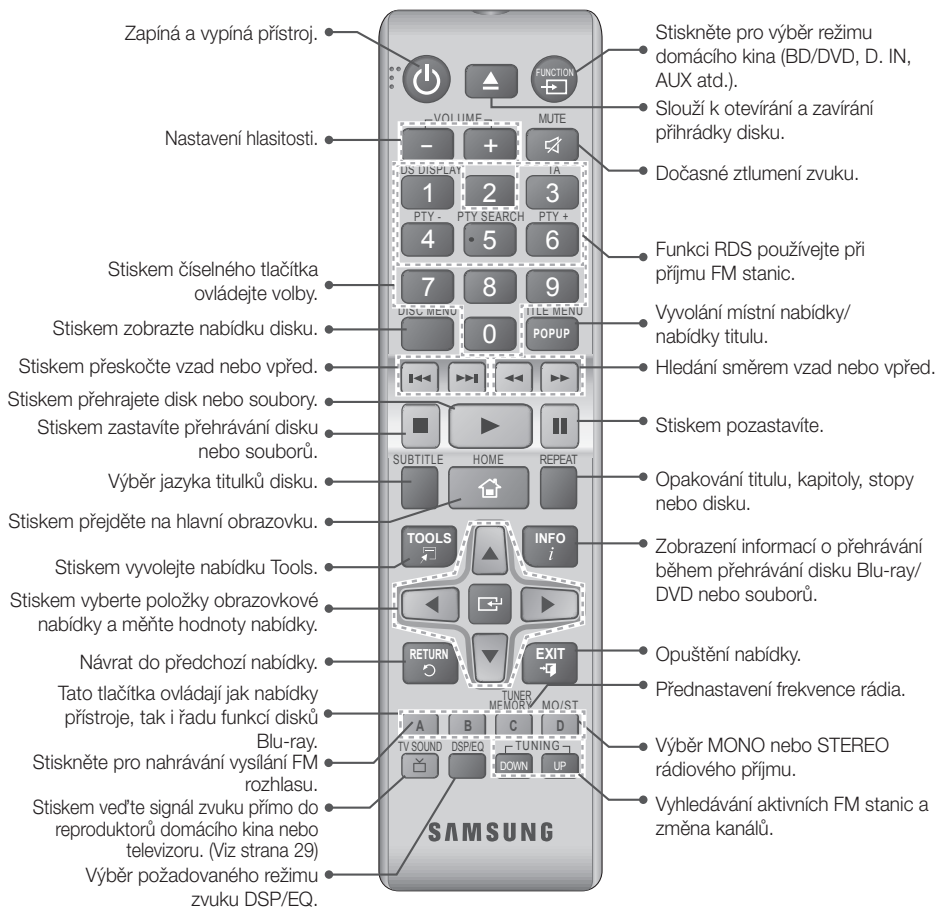 Zapíná a vypíná přístroj.
Nastavení hlasitosti.
Stiskem číselného tlačítka
ovládejte volby.
Stiskem zobrazte nabídku disku.
Stiskem přeskočte vzad nebo vpřed.
Stiskem přehrajete disk nebo soubory.
Stiskem zastavíte přehrávání disku
nebo souborů.
Výběr jazyka titulků disku.
Stiskem přejděte na hlavní obrazovku.
Stiskem vyvolejte nabídku Tools.
Stiskem vyberte položky obrazovkové
nabídky a měňte hodnoty nabídky.
Návrat do předchozí nabídky.
Tato tlačítka ovládají jak nabídky
přístroje, tak i řadu funkcí disků
Blu-ray.
Stiskněte pro nahrávání vysílání FM
rozhlasu.
Stiskem veďte signál zvuku přímo do
reproduktorů domácího kina nebo
televizoru. (Viz strana 29)
Výběr požadovaného režimu
zvuku DSP/EQ.
FUNCTION
VOLUME
MUTE
- +
DS DISPLAY TA
1 2 3
PTY - PTY SEARCH PTY +
4 5 6
7 8 9
DISC MENU TITLE MENU
0 POPUP
SUBTITLE HOME REPEAT
TOOLS INFO
i
RETURN EXIT
TUNER
MEMORY MO/ST
A B C D
TV SOUND DSP/EQ TUNING
DOWN UP
SAMSUNG
Stiskněte pro výběr režimu
domácího kina (BD/DVD, D. IN,
AUX atd.).
Slouží k otevírání a zavírání
přihrádky disku.
Dočasné ztlumení zvuku.
Funkci RDS používejte při
příjmu FM stanic.
Vyvolání místní nabídky/
nabídky titulu.
Hledání směrem vzad nebo vpřed.
Stiskem pozastavíte.
Opakování titulu, kapitoly, stopy
nebo disku.
Zobrazení informací o přehrávání
během přehrávání disku Blu-ray/
DVD nebo souborů.
Opuštění nabídky.
Přednastavení frekvence rádia.
Výběr MONO nebo STEREO
rádiového příjmu.
Vyhledávání aktivních FM stanic a
změna kanálů.